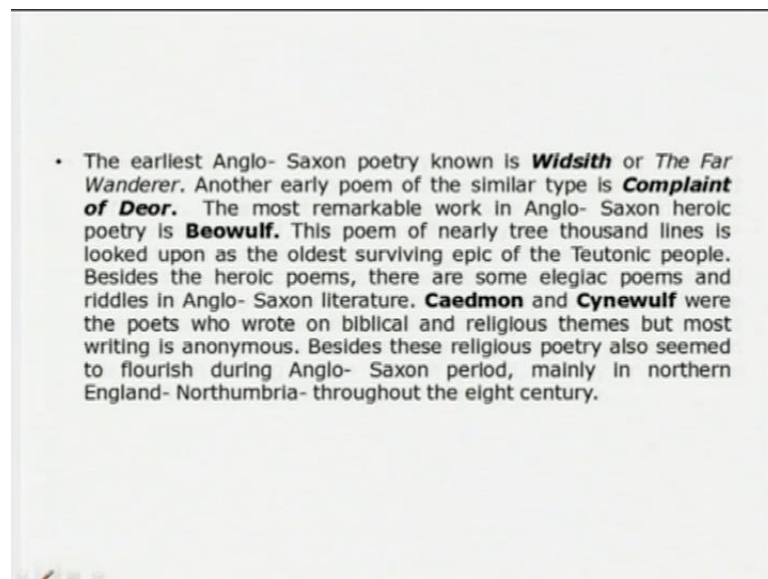 • The earliest Anglo- Saxon poetry known is Widsith or The Far
Wanderer. Another early poem of the similar type is Complaint
of Deor. The most remarkable work in Anglo- Saxon heroic
poetry is Beowulf. This poem of nearly tree thousand lines is
looked upon as the oldest surviving epic of the Teutonic people.
Besides the heroic poems, there are some elegiac poems and
riddles in Anglo- Saxon literature. Caedmon and Cynewulf were
the poets who wrote on biblical and religious themes but most
writing is anonymous. Besides these religious poetry also seemed
to flourish during Anglo- Saxon period, mainly in northern
England- Northumbria- throughout the eight century.